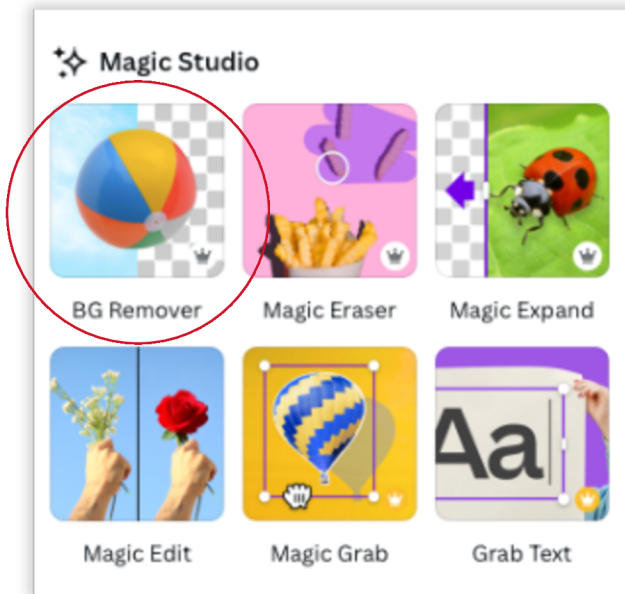 Magic Studio
BG Remover
Magic Eraser
Magic Expand
Magic Edit
Magic Grab
Aa
Grab Text